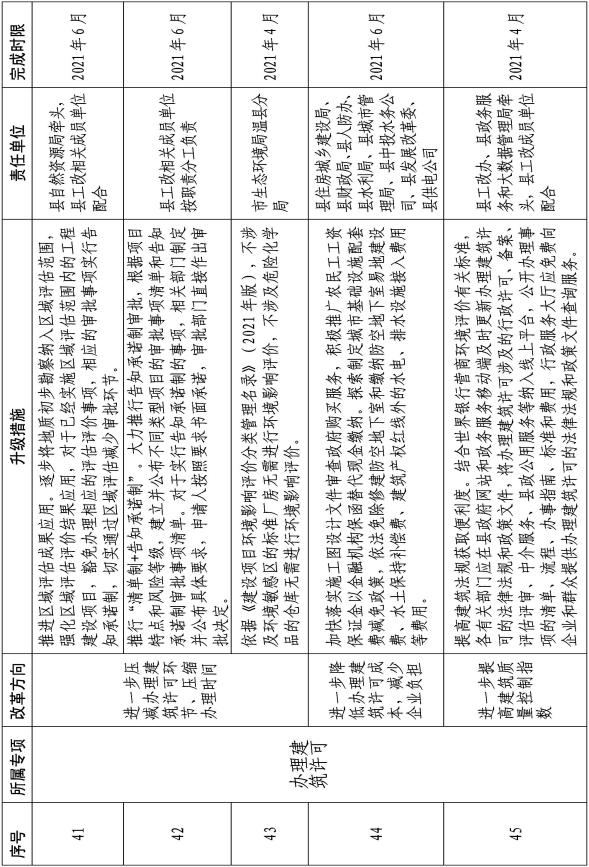 序号
所属专项
改革方向
升级措施
责任单位
完成时限
办理建
筑许可
41
进一步压
减办理建
筑许可环
节、压缩
办理时间
推进区域评估成果应用。逐步将地质初步勘察纳入区域评估范围，
强化区域评估评价结果应用，对于已经实施区域评估范围内的工程
建设项目，豁免办理相应的评估评价事项，相应的审批事项实行告
知承诺制，切实通过区域评估减少审批环节。
县自然资源局牵头，
县工改相关成员单位
配合
2021年6月
42
推行“清单制+告知承诺制”。大力推行告知承诺制审批，根据项目
特点和风险等级，建立并公布不同类型项目的审批事项清单和告知
承诺制审批事项清单。对于实行告知承诺制的事项，相关部门制定
并公布具体要求，申请人按照要求书面承诺，审批部门直接作出审
批决定。
县工改相关成员单位
按职责分工负责
2021年6月
43
依据《建设项目环境影响评价分类管理名录》（2021年版），不涉
及环境敏感区的标准厂房无需进行环境影响评价，不涉及危险化学
品的仓库无需进行环境影响评价。
市生态环境局温县分
局
2021年4月
44
进一步降
低办理建
筑许可成
本，减少
企业负担
加快落实施工图设计文件审查政府购买服务，积极推广农民工工资
保证金以金融机构保函替代现金缴纳。探索制定城市基础设施配套
费减免政策，依法免除修建防空地下室和缴纳防空地下室易地建设
费、水土保持补偿费、建筑产权红线外的水电、排水设施接入费用
等费用。
县住房城乡建设局、
县财政局、县人防办、
县水利局、县城市管
理局、县中投水务公
司、县发展改革委、
县供电公司
2021年6月
45
进一步提
高建筑质
量控制指
数
提高建筑法规获取便利度。结合世界银行营商环境评价有关标准，
各有关部门应在县政府网站和政务服务移动端及时更新办理建筑许
可的法律法规和政策文件，将办理建筑许可涉及的行政许可、备案、
评估评审、中介服务、县政公用服务等纳入线上平台，公开办理事
项的清单、流程、办事指南、标准和费用，行政服务大厅应免费向
企业和群众提供办理建筑许可的法律法规和政策文件查询服务。
县工改办、县政务服
务和大数据管理局牵
头，县工改成员单位
配合
2021年4月